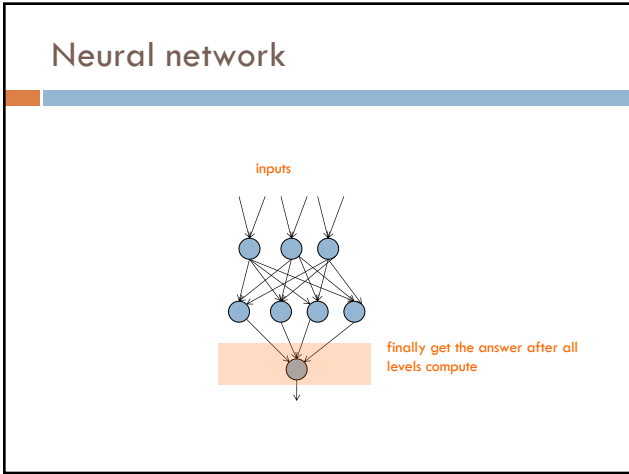 Neural network
inputs
finally get the answer after all
levels compute